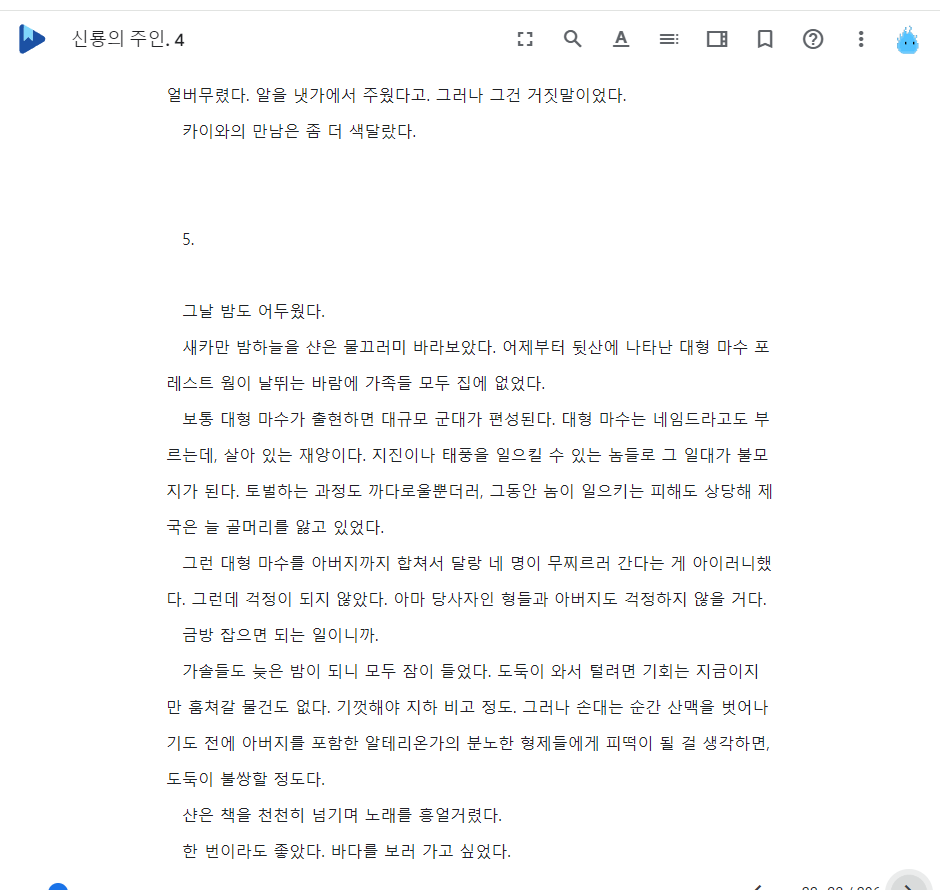 신룡의 주인. 4
얼버무렸다. 알을 냇가에서 주웠다고. 그러나 그건 거짓말이었다.
카이와의 만남은 좀 더 색달랐다.
5.
그날 밤도 어두웠다.
새카만 밤하늘을 샨은 물끄러미 바라보았다. 어제부터 뒷산에 나타난 대형 마수 포
레스트 웜이 날뛰는 바람에 가족들 모두 집에 없었다.
보통 대형 마수가 출현하면 대규모 군대가 편성된다. 대형 마수는 네임드라고도 부
르는데, 살아 있는 재앙이다. 지진이나 태풍을 일으킬 수 있는 놈들로 그 일대가 불모
지가 된다. 토벌하는 과정도 까다로울뿐더러, 그동안 놈이 일으키는 피해도 상당해 제
국은 늘 골머리를 앓고 있었다.
그런 대형 마수를 아버지까지 합쳐서 달랑 네 명이 무찌르러 간다는 게 아이러니했
다. 그런데 걱정이 되지 않았다. 아마 당사자인 형들과 아버지도 걱정하지 않을 거다.
금방 잡으면 되는 일이니까.
가솔들도 늦은 밤이 되니 모두 잠이 들었다. 도둑이 와서 털려면 기회는 지금이지
만 훔쳐갈 물건도 없다. 기껏해야 지하 비고 정도. 그러나 손대는 순간 산맥을 벗어나
기도 전에 아버지를 포함한 알테리온가의 분노한 형제들에게 피떡이 될 걸 생각하면,
도둑이 불쌍할 정도다.
샨은 책을 천천히 넘기며 노래를 흥얼거렸다.
한 번이라도 좋았다. 바다를 보러 가고 싶었다.